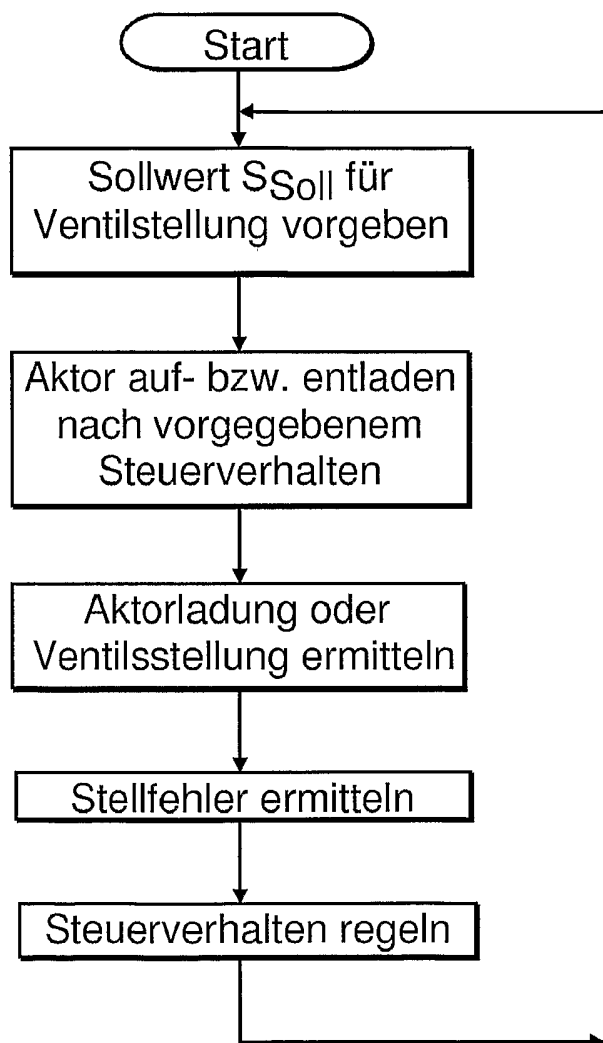 Start
Sollwert SSoll für
Ventilstellung vorgeben
Aktor auf- bzw. entladen
nach vorgegebenem
Steuerverhalten
Aktorladung oder
Ventilsstellung ermitteln
Stellfehler ermitteln
Steuerverhalten regeln